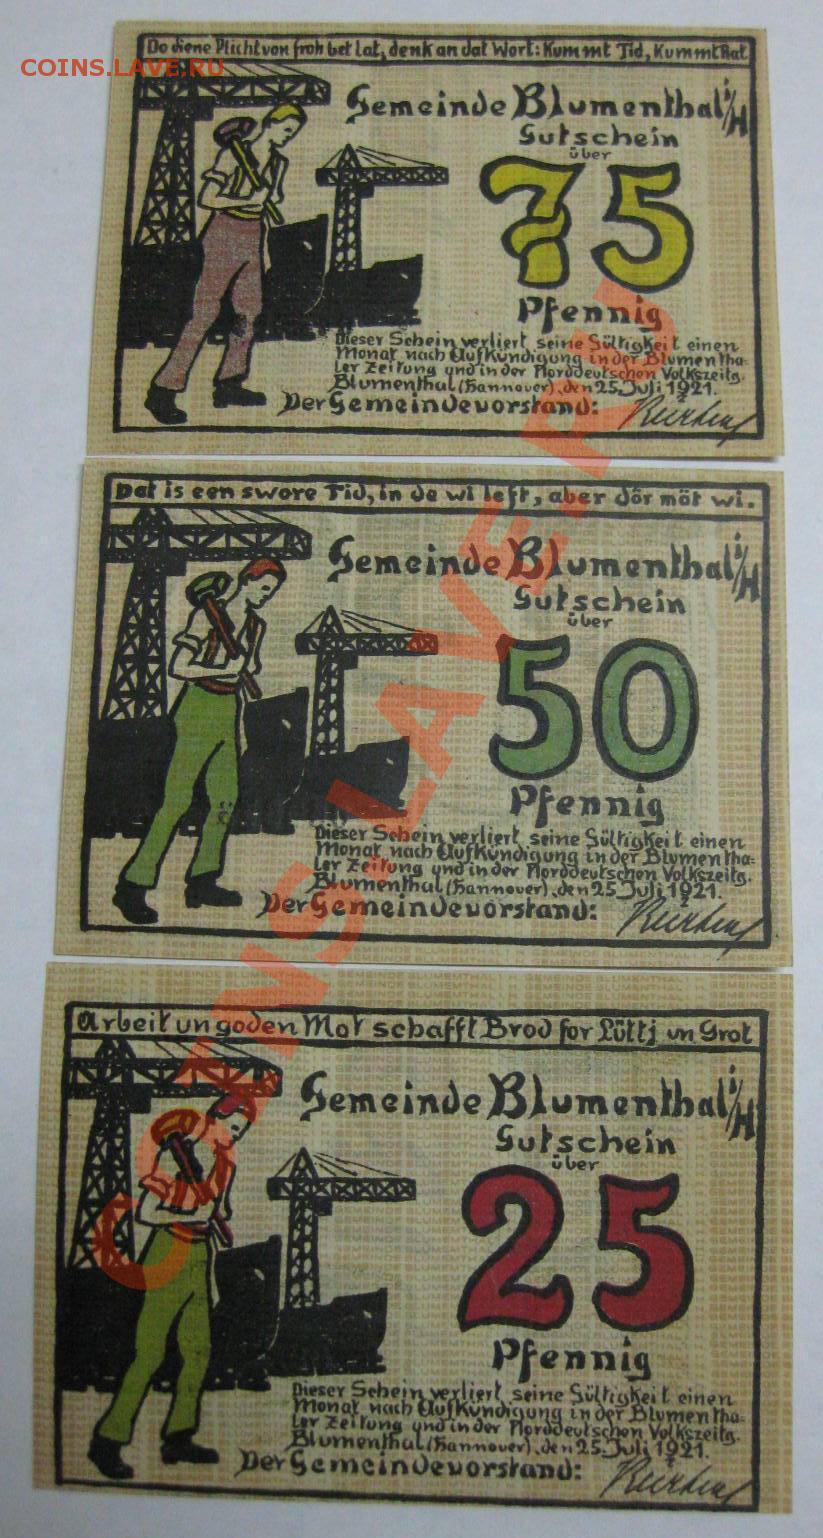 COINS.LAVE.RU
Do diene Plicht von froh bet lat, denk an dat Wort: Kummt Tid, Kummt Rat
Gemeinde Blumenthal i/H
Gutschein
über
75
Pfennig
Dieser Schein verliert seine Gültigkeit einen
Monat nach Aufkündigung in der Blumentha-
ler Zeitung und in der Norddeutschen Volkszeitg.
Blumenthal (Hannover), den 25. Juli 1921.
Der Gemeindevorstand:
Dat is een swore Tid, in de wi left, aber dör möt wi.
Gemeinde Blumenthal i/H
Gutschein
über
50
Pfennig
Dieser Schein verliert seine Gültigkeit einen
Monat nach Aufkündigung in der Blumentha-
ler Zeitung und in der Norddeutschen Volkszeitg.
Blumenthal (Hannover), den 25. Juli 1921.
Der Gemeindevorstand:
Arbeit un goden Mot schafft Brod for Lüttj un Grot
Gemeinde Blumenthal i/H
Gutschein
über
25
Pfennig
Dieser Schein verliert seine Gültigkeit einen
Monat nach Aufkündigung in der Blumentha-
ler Zeitung und in der Norddeutschen Volkszeitg.
Blumenthal (Hannover), den 25. Juli 1921.
Der Gemeindevorstand:
COINS.LAVE.RU